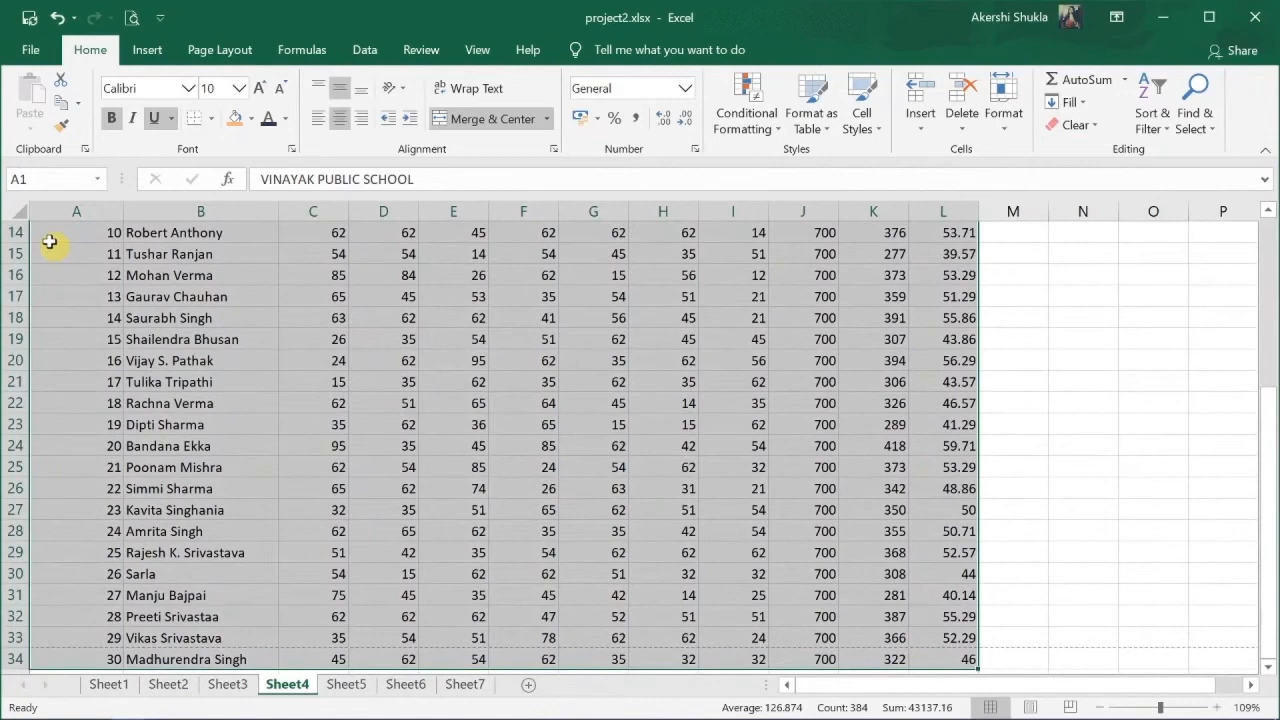 project2.xlsx - Excel
Akershi Shukla
File Home Insert Page Layout Formulas Data Review View Help Tell me what you want to do Share
Paste
Clipboard
Calibri 10 A A
B I U A
Font
ab Wrap Text
Merge & Center
Alignment
General
% ,
Number
Conditional Formatting
Format as Table
Cell Styles
Styles
Insert Delete Format
Cells
AutoSum
Fill
Clear
Sort & Filter
Find & Select
Editing
A1 fx VINAYAK PUBLIC SCHOOL
A B C D E F G H I J K L M N O P
14 10 Robert Anthony 62 62 45 62 62 62 14 700 376 53.71
15 11 Tushar Ranjan 54 54 14 54 45 35 51 700 277 39.57
16 12 Mohan Verma 85 84 26 62 15 56 12 700 373 53.29
17 13 Gaurav Chauhan 65 45 53 35 54 51 21 700 359 51.29
18 14 Saurabh Singh 63 62 62 41 56 45 21 700 391 55.86
19 15 Shailendra Bhusan 26 35 54 51 62 45 45 700 307 43.86
20 16 Vijay S. Pathak 24 62 95 62 35 62 56 700 394 56.29
21 17 Tulika Tripathi 15 35 62 35 62 35 62 700 306 43.57
22 18 Rachna Verma 62 51 65 64 45 14 35 700 326 46.57
23 19 Dipti Sharma 35 62 36 65 15 15 62 700 289 41.29
24 20 Bandana Ekka 95 35 45 85 62 42 54 700 418 59.71
25 21 Poonam Mishra 62 54 85 24 54 62 32 700 373 53.29
26 22 Simmi Sharma 65 62 74 26 63 31 21 700 342 48.86
27 23 Kavita Singhania 32 35 51 65 62 51 54 700 350 50
28 24 Amrita Singh 62 65 62 35 35 42 54 700 355 50.71
29 25 Rajesh K. Srivastava 51 42 35 54 62 62 62 700 368 52.57
30 26 Sarla 54 15 62 62 51 32 32 700 308 44
31 27 Manju Bajpai 75 45 35 45 42 14 25 700 281 40.14
32 28 Preeti Srivastaa 62 62 62 47 52 51 51 700 387 55.29
33 29 Vikas Srivastava 35 54 51 78 62 62 24 700 366 52.29
34 30 Madhurendra Singh 45 62 54 62 35 32 32 700 322 46
Sheet1 Sheet2 Sheet3 Sheet4 Sheet5 Sheet6 Sheet7
Ready Average: 126.874 Count: 384 Sum: 43137.16 109%